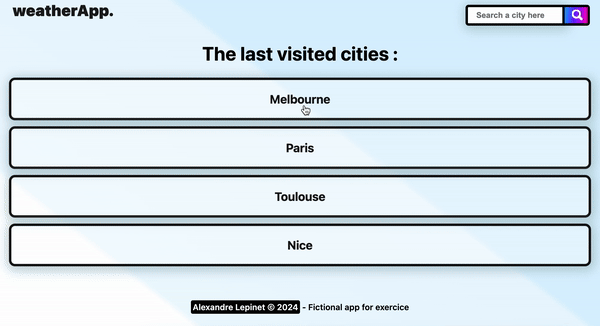 weatherApp.
Search a city here
The last visited cities :
Melbourne
Paris
Toulouse
Nice
Alexandre Lepinet © 2024 - Fictional app for exercice